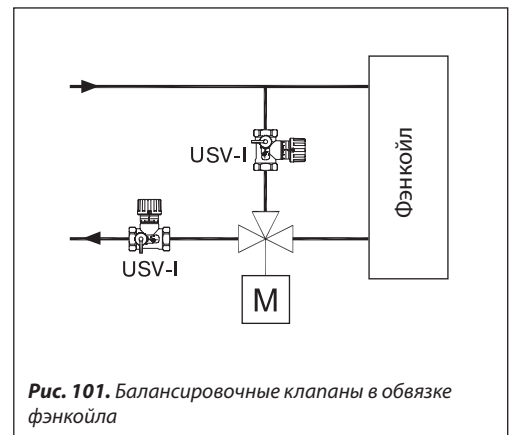 USV-I
Фэнкойл
USV-I
M
Рис. 101. Балансировочные клапаны в обвязке
фэнкойла